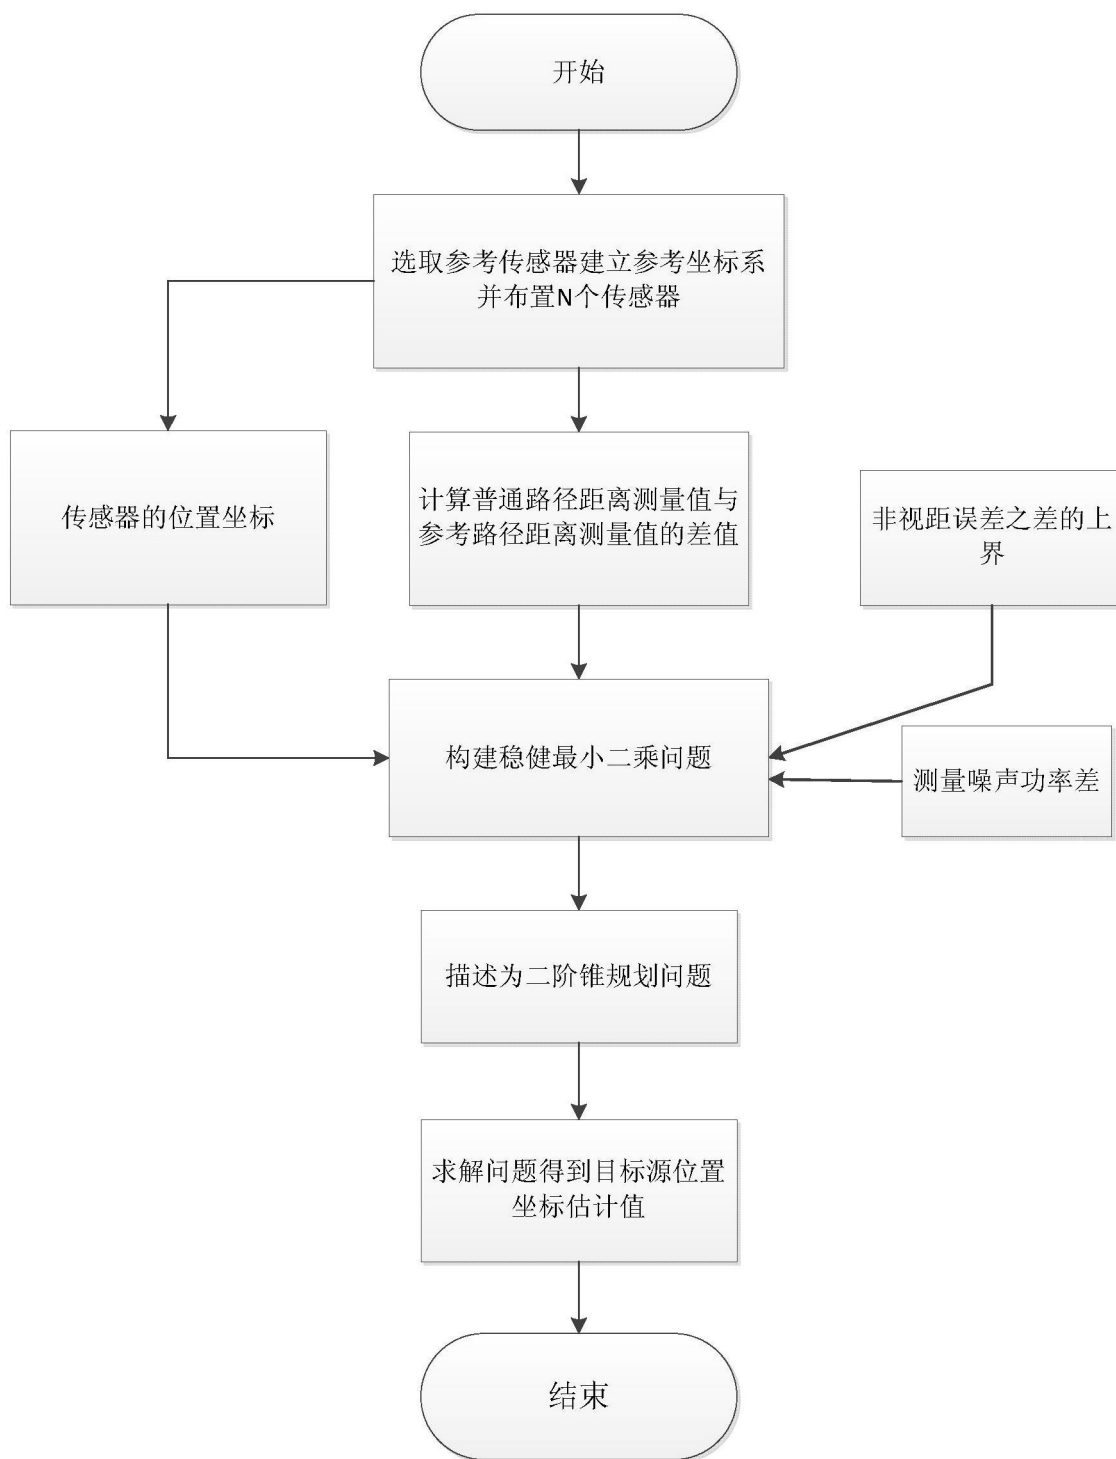 开始
选取参考传感器建立参考坐标系
并布置N个传感器
传感器的位置坐标
计算普通路径距离测量值与
参考路径距离测量值的差值
非视距误差之差的上
界
构建稳健最小二乘问题
测量噪声功率差
描述为二阶锥规划问题
求解问题得到目标源位置
坐标估计值
结束